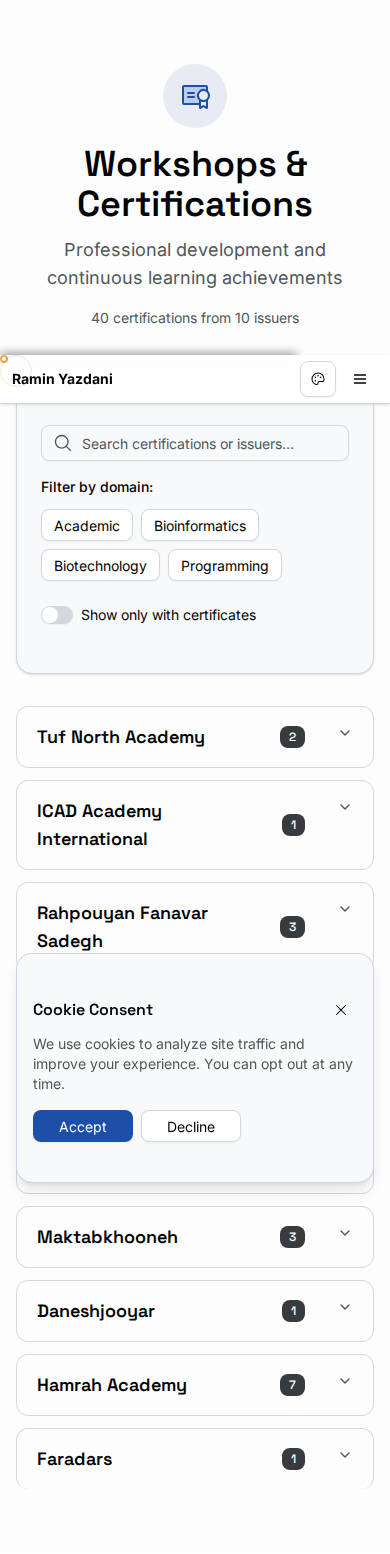 Workshops &
Certifications
Professional development and
continuous learning achievements
40 certifications from 10 issuers
Ramin Yazdani
Search certifications or issuers...
Filter by domain:
Academic
Bioinformatics
Biotechnology
Programming
Show only with certificates
Tuf North Academy
2
ICAD Academy
International
1
Rahpouyan Fanavar
Sadegh
3
Cookie Consent
We use cookies to analyze site traffic and
improve your experience. You can opt out at any
time.
Accept
Decline
Maktabkhooneh
3
Daneshjooyar
1
Hamrah Academy
7
Faradars
1